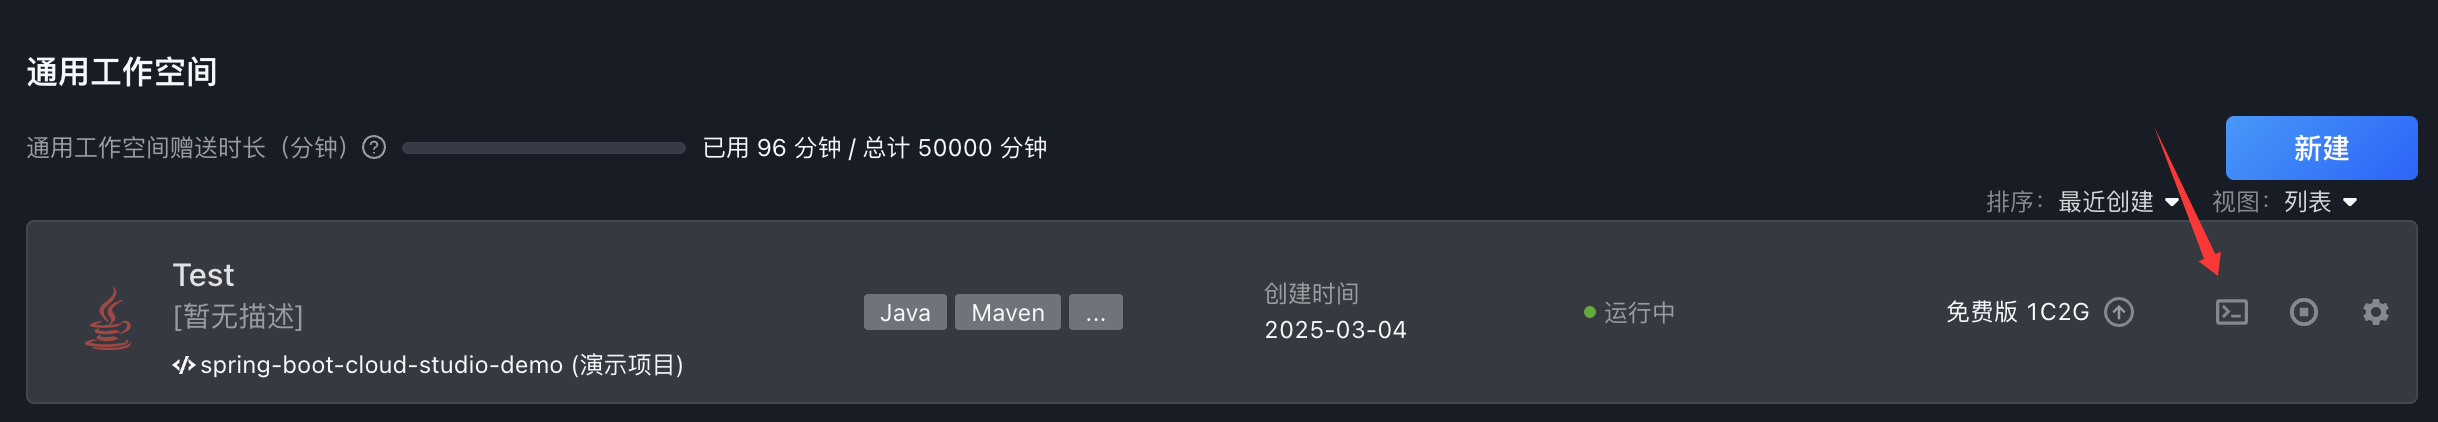 通用工作空间
通用工作空间赠送时长（分钟） ? 已用 96 分钟 / 总计 50000 分钟
新建
排序： 最近创建 视图： 列表
Test
[暂无描述]
spring-boot-cloud-studio-demo (演示项目)
Java Maven ...
创建时间
2025-03-04
运行中
免费版 1C2G